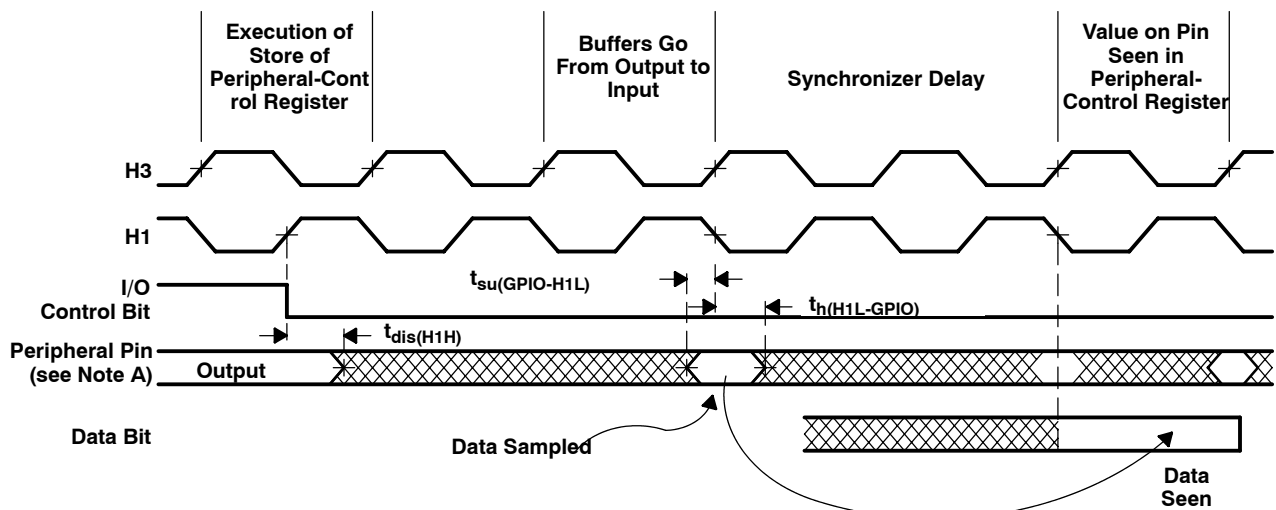 Execution of
Store of
Peripheral-Cont
rol Register
Buffers Go
From Output to
Input
Synchronizer Delay
Value on Pin
Seen in
Peripheral-
Control Register
H3
H1
I/O
Control Bit
tsu(GPIO-H1L)
th(H1L-GPIO)
tdis(H1H)
Peripheral Pin
(see Note A)
Output
Data Bit
Data Sampled
Data
Seen